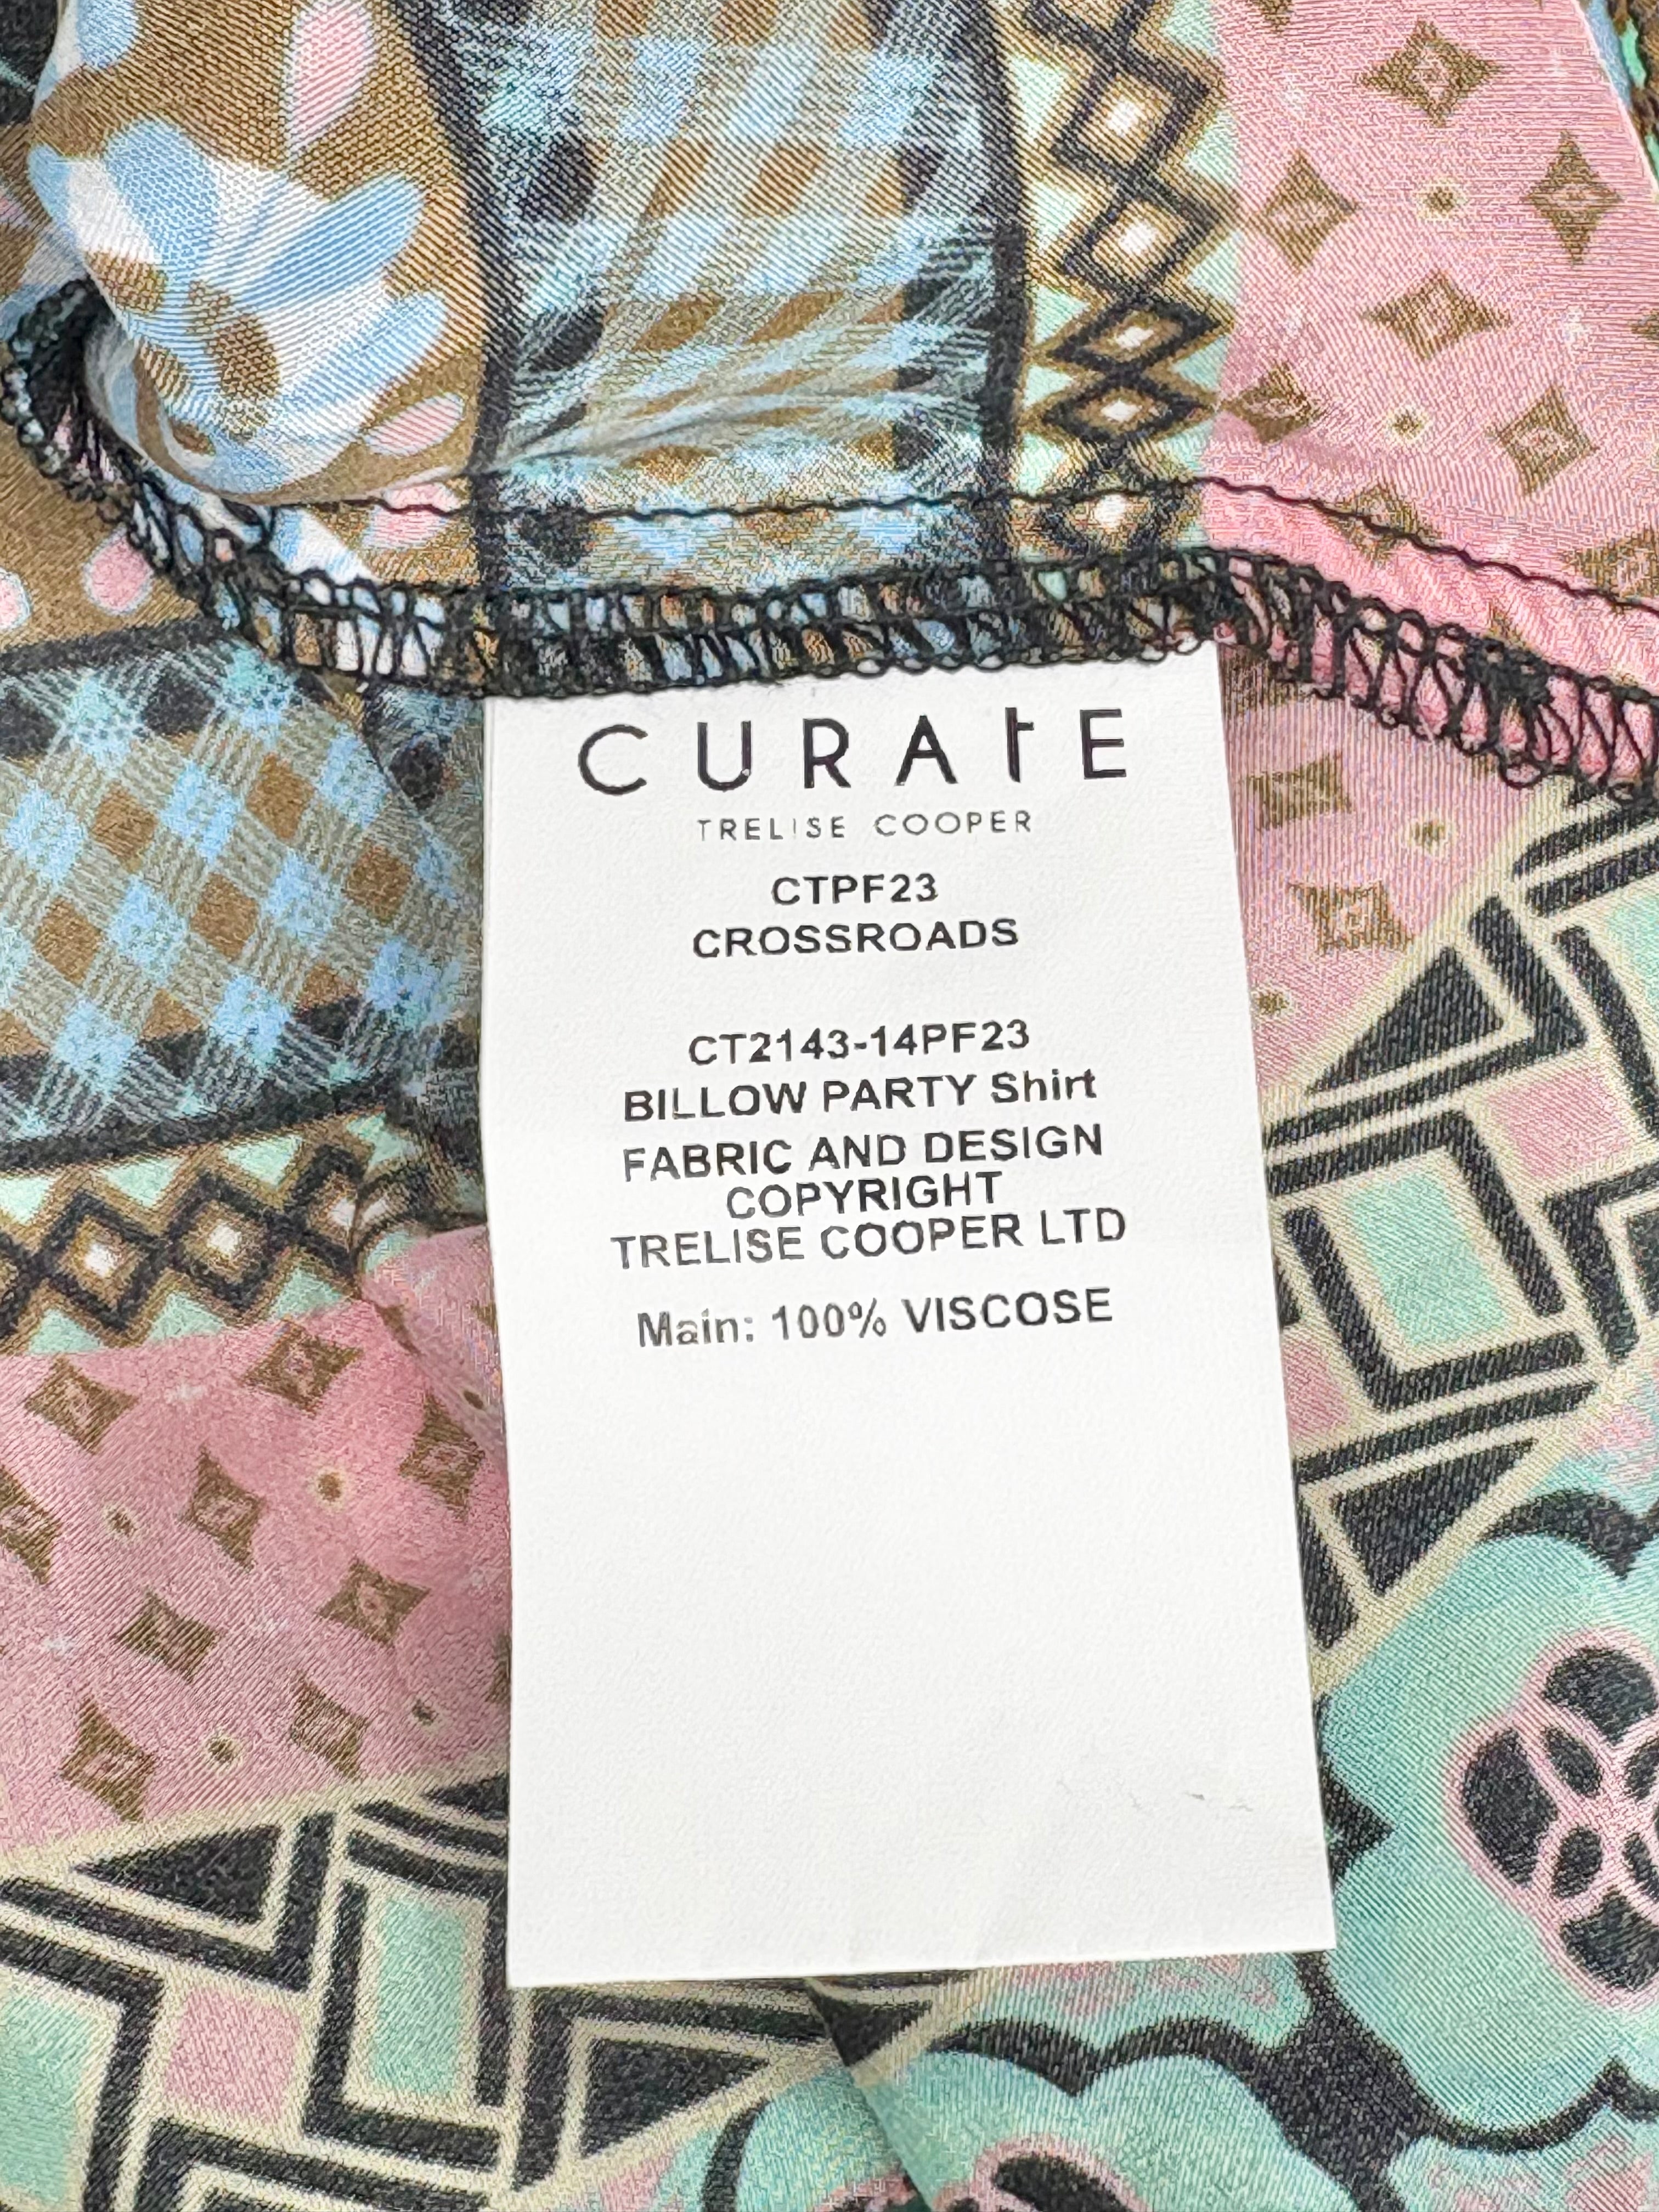 CURATE
TRELISE COOPER
CTPF23
CROSSROADS
CT2143-14PF23
BILLOW PARTY Shirt
FABRIC AND DESIGN
COPYRIGHT
TRELISE COOPER LTD
Main: 100% VISCOSE